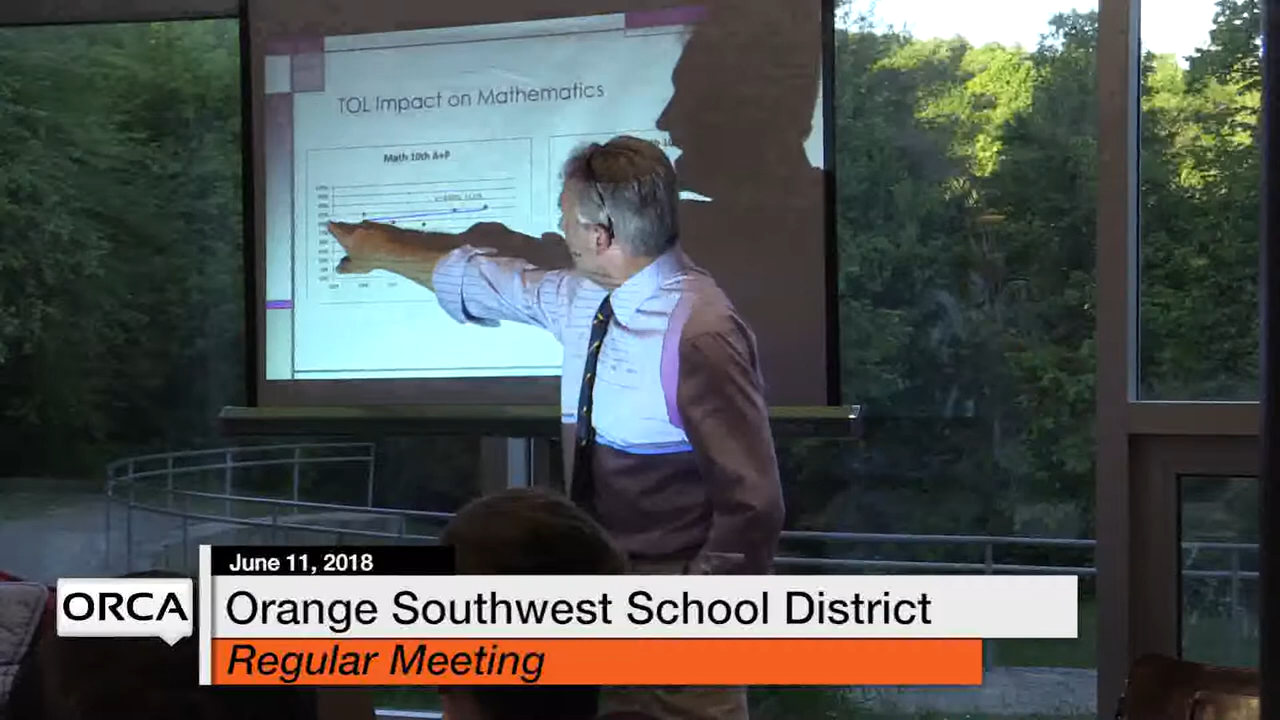 TOL Impact on Mathematics
Math 10th A+P
June 11, 2018
ORCA
Orange Southwest School District
Regular Meeting